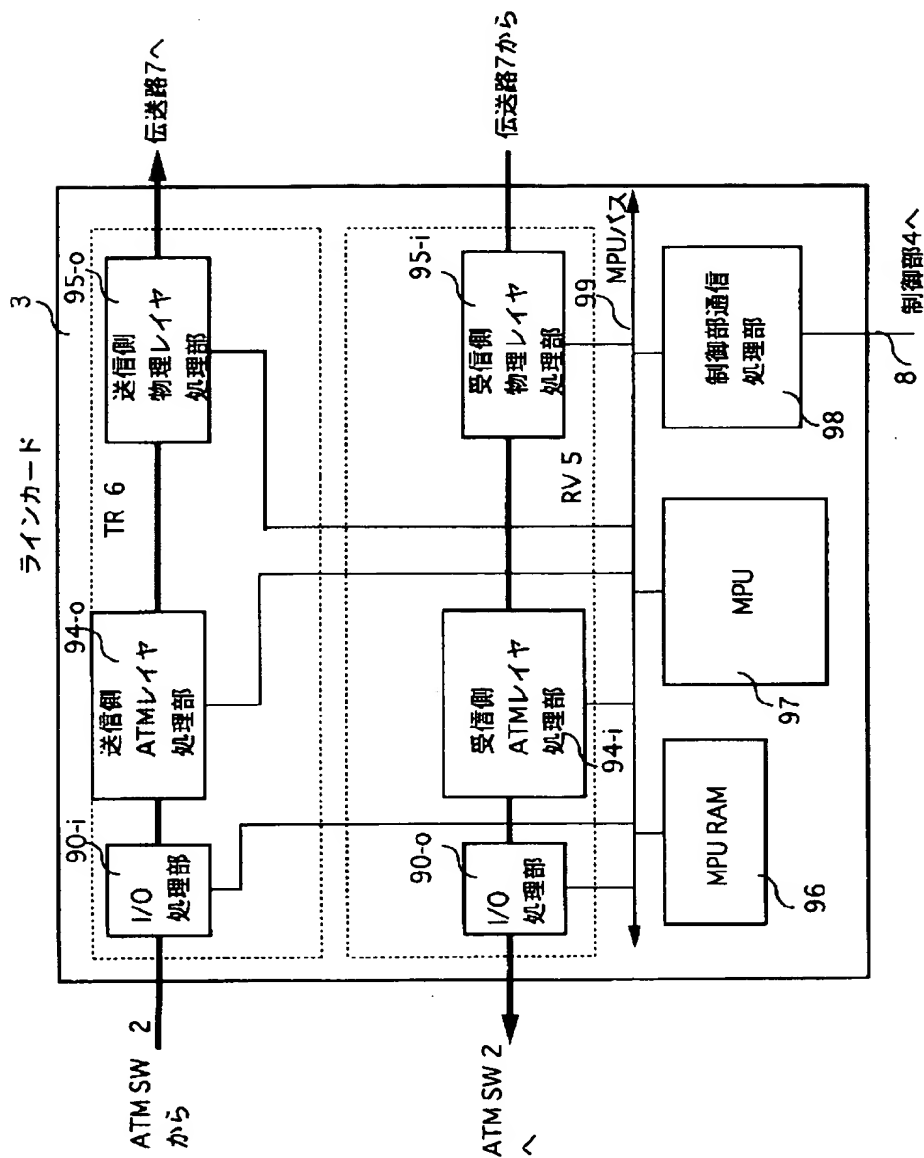 ラインカード
3
ATM SW 2
から
90-i
I/O
処理部
94-o
送信側
ATMレイヤ
処理部
TR 6
95-o
送信側
物理レイヤ
処理部
伝送路7へ
ATM SW 2
へ
90-o
I/O
処理部
受信側
ATMレイヤ
処理部
94-i
RV 5
95-i
受信側
物理レイヤ
処理部
伝送路7から
99
MPUバス
MPU RAM
96
MPU
97
制御部通信
処理部
98
8
制御部4へ